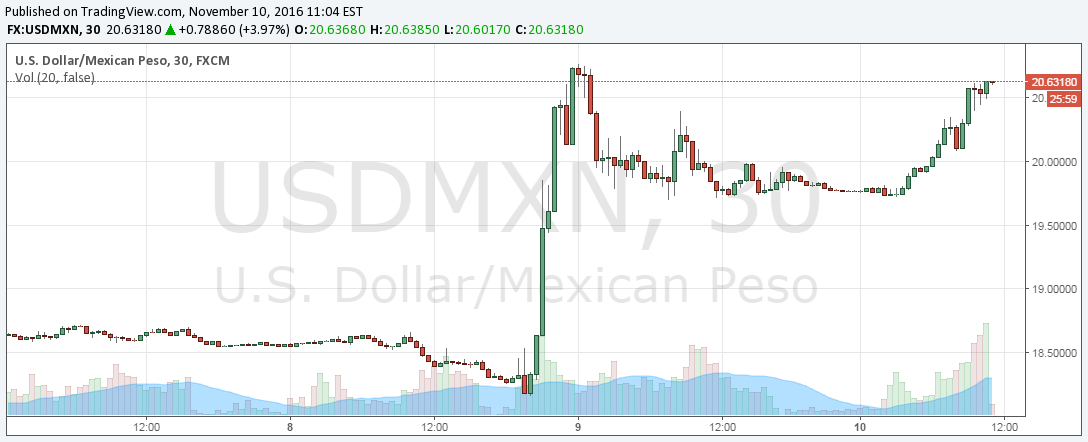 Published on TradingView.com, November 10, 2016 11:04 EST
FX:USDMXN, 30 20.63180 ▲ +0.78860 (+3.97%) O:20.63680 H:20.63850 L:20.60170 C:20.63180
U.S. Dollar/Mexican Peso, 30, FXCM
Vol (20, false)
20.63180
25:59
20.00000
USDMXN, 30
19.50000
U.S. Dollar/Mexican Peso
19.00000
18.50000
12:00 8 12:00 9 12:00 10 12:00